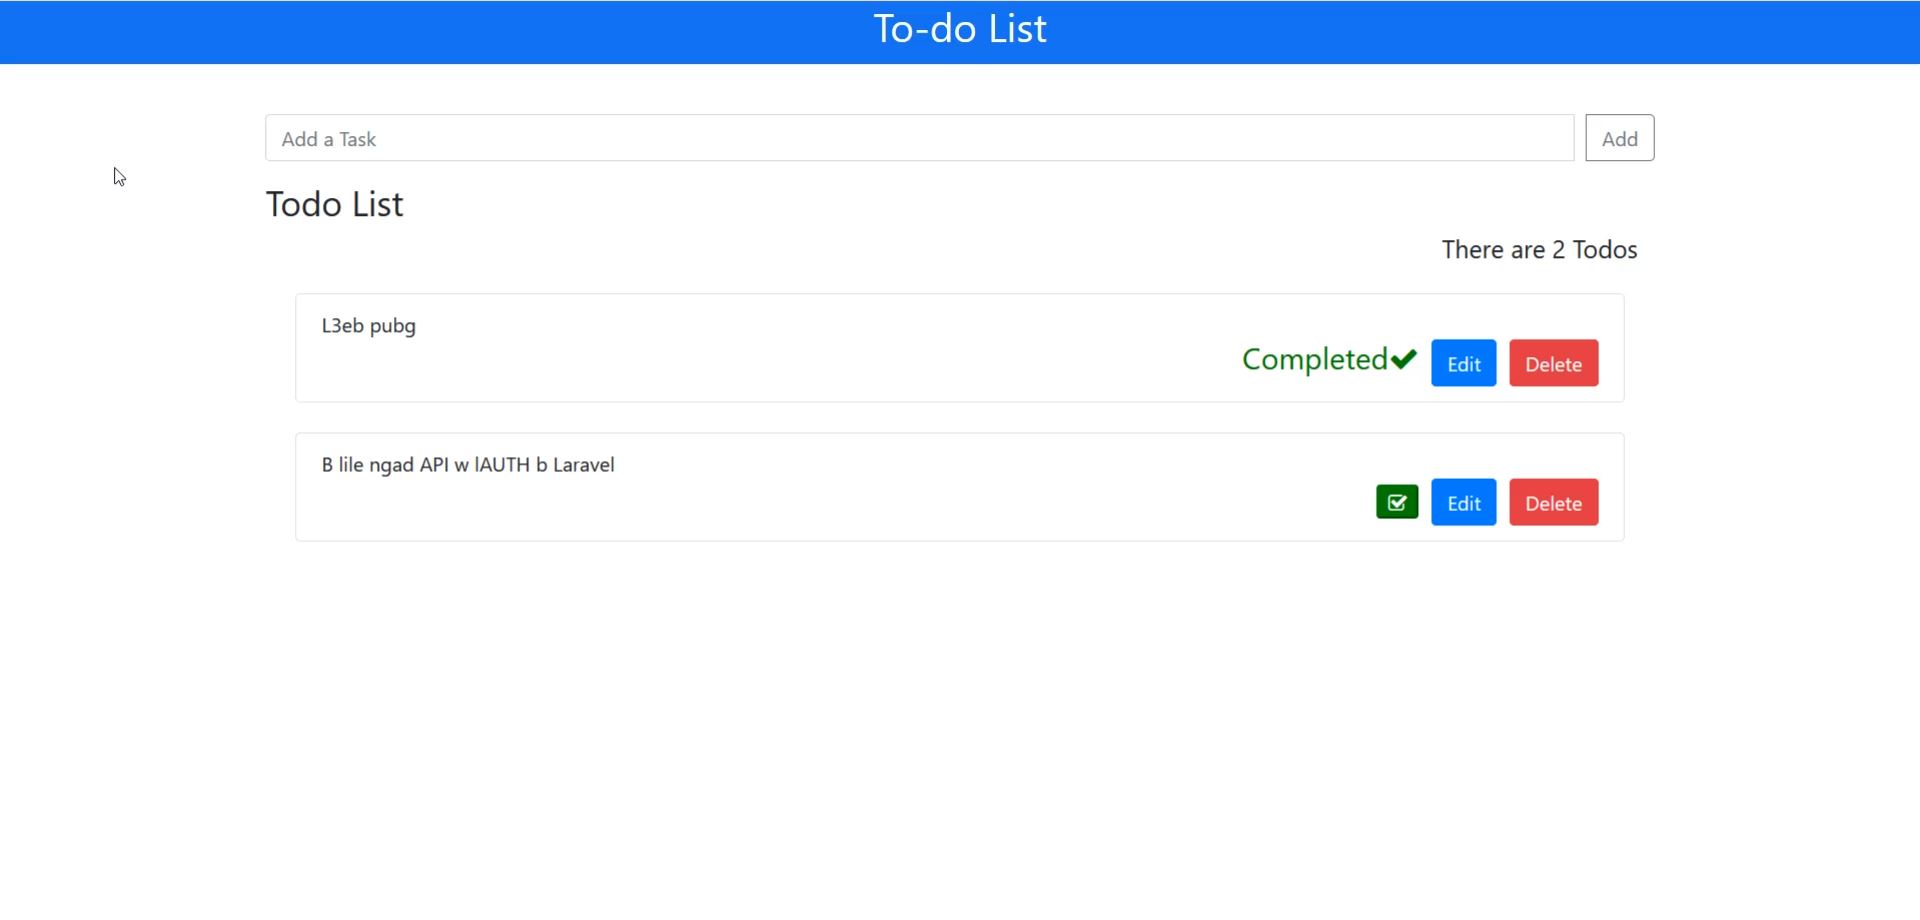 To-do List
Add a Task
Add
Todo List
There are 2 Todos
L3eb pubg
Completed
Edit
Delete
B lile ngad API w lAUTH b Laravel
Edit
Delete